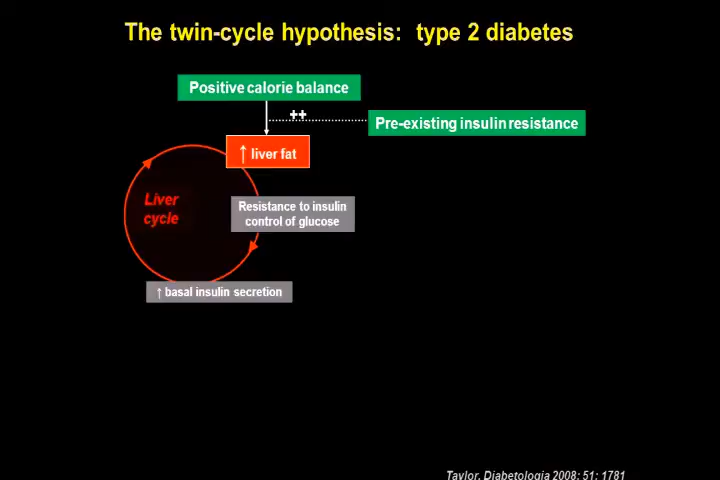 The twin-cycle hypothesis: type 2 diabetes
Positive calorie balance
++
Pre-existing insulin resistance
↑ liver fat
Liver
cycle
Resistance to insulin
control of glucose
↑ basal insulin secretion
Taylor, Diabetologia 2008; 51: 1781